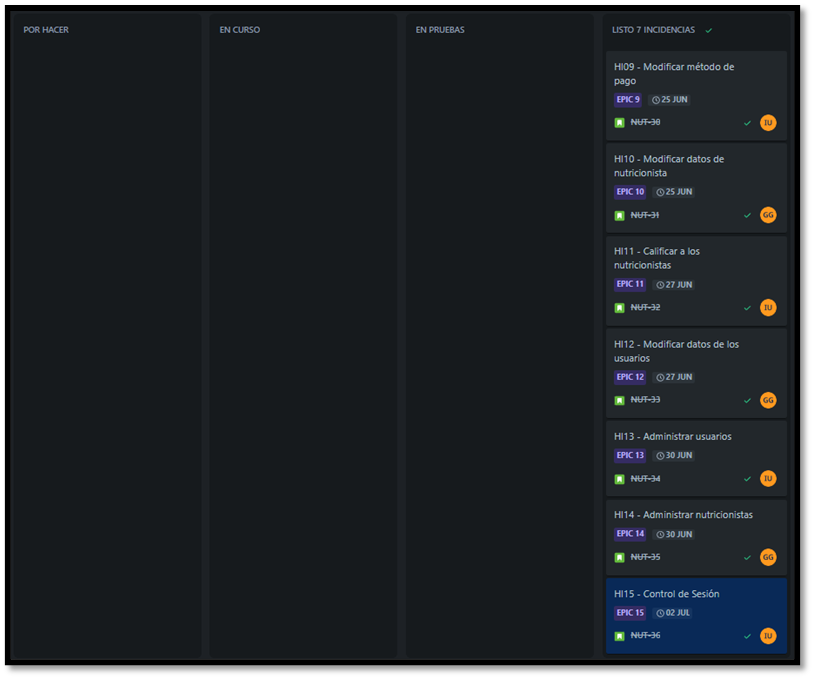 POR HACER
EN CURSO
EN PRUEBAS
LISTO 7 INCIDENCIAS
HI09 - Modificar método de
pago
EPIC 9 25 JUN
NUT-30
IU
HI10 - Modificar datos de
nutricionista
EPIC 10 25 JUN
NUT-31
GG
HI11 - Calificar a los
nutricionistas
EPIC 11 27 JUN
NUT-32
IU
HI12 - Modificar datos de los
usuarios
EPIC 12 27 JUN
NUT-33
GG
HI13 - Administrar usuarios
EPIC 13 30 JUN
NUT-34
IU
HI14 - Administrar nutricionistas
EPIC 14 30 JUN
NUT-35
GG
HI15 - Control de Sesión
EPIC 15 02 JUL
NUT-36
IU